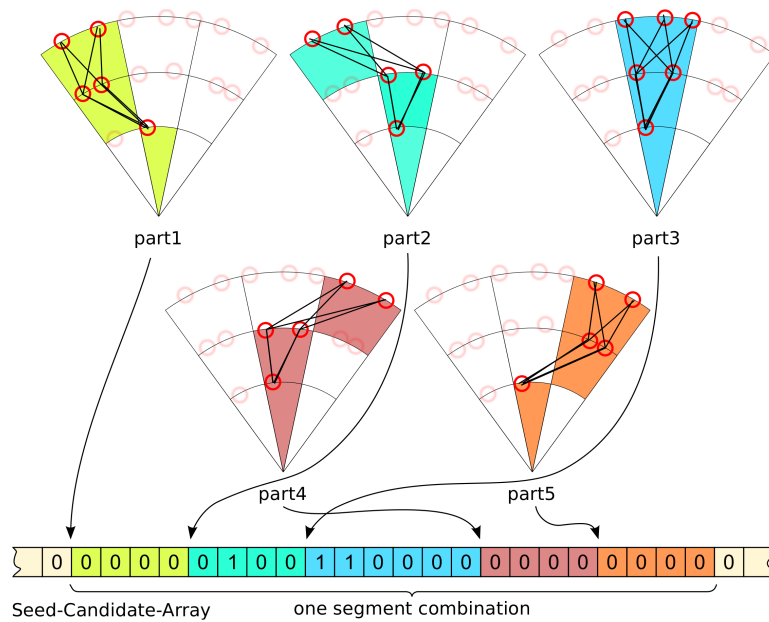 part1
part2
part3
part4
part5
0 0 0 0 0 0 1 0 0 1 1 0 0 0 0 0 0 0 0 0 0 0 0 0
Seed-Candidate-Array
one segment combination